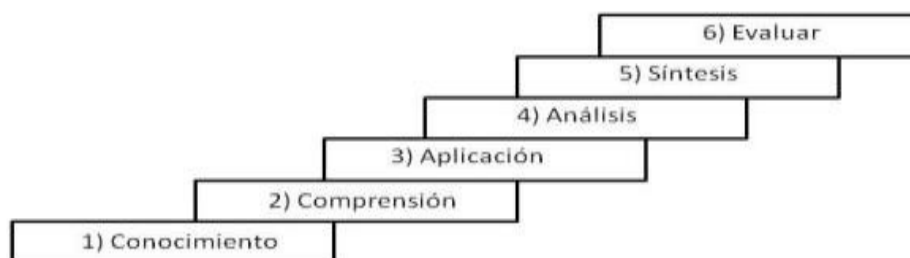 6) Evaluar
5) Síntesis
4) Análisis
3) Aplicación
2) Comprensión
1) Conocimiento